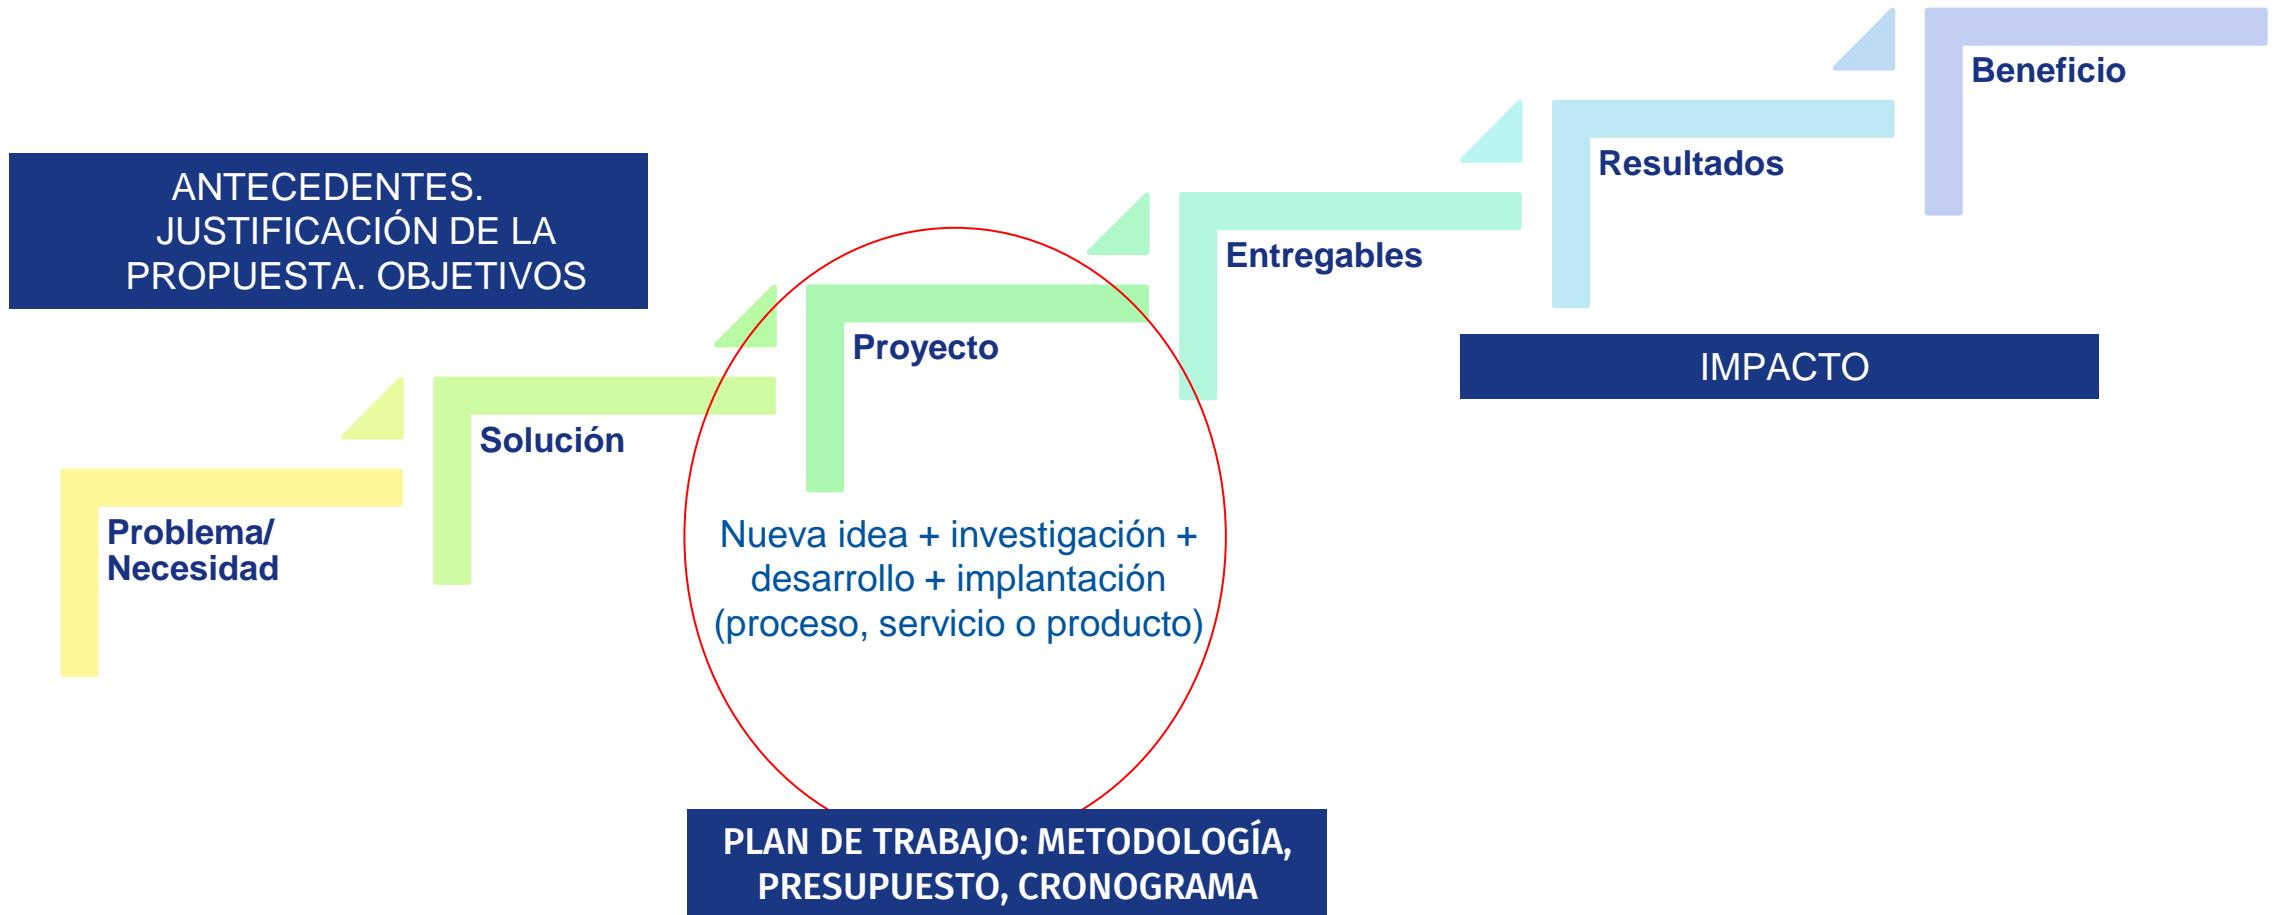 ANTECEDENTES.
JUSTIFICACIÓN DE LA
PROPUESTA. OBJETIVOS
Problema/
Necesidad
Solución
Proyecto
Nueva idea + investigación +
desarrollo + implantación
(proceso, servicio o producto)
PLAN DE TRABAJO: METODOLOGÍA,
PRESUPUESTO, CRONOGRAMA
Entregables
Resultados
Beneficio
IMPACTO